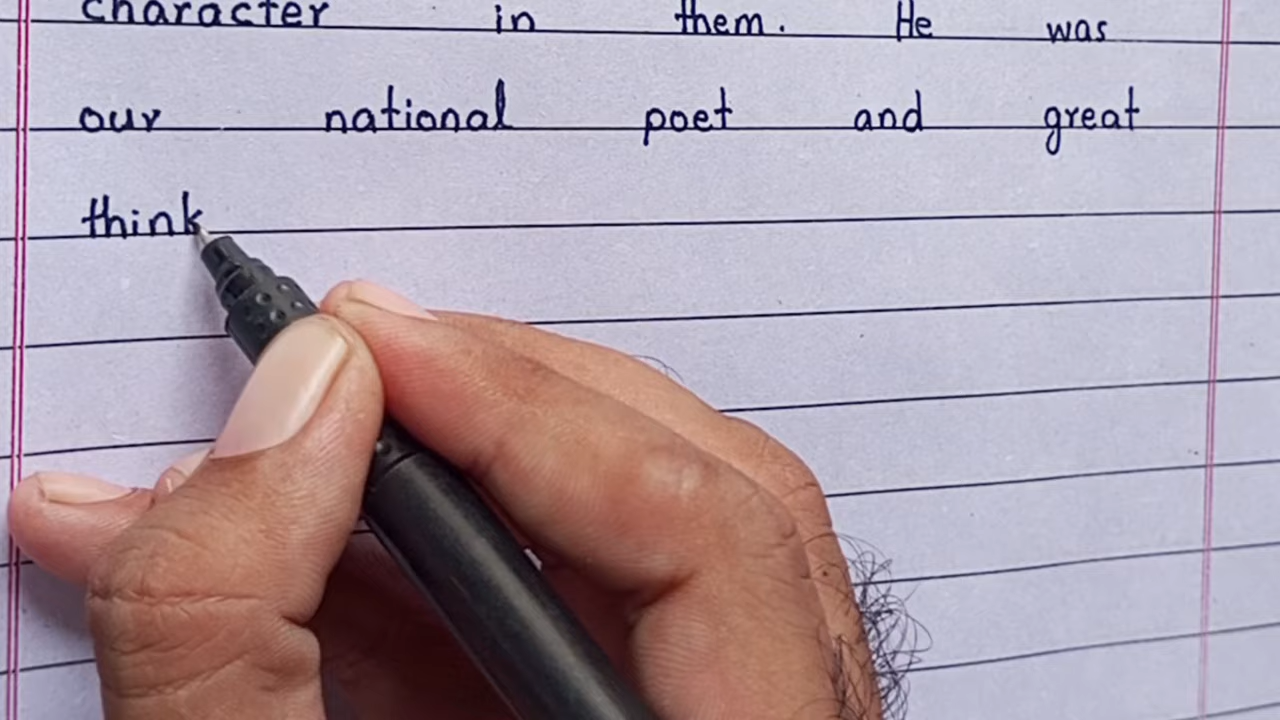 character in them. He was
our national poet and great
think